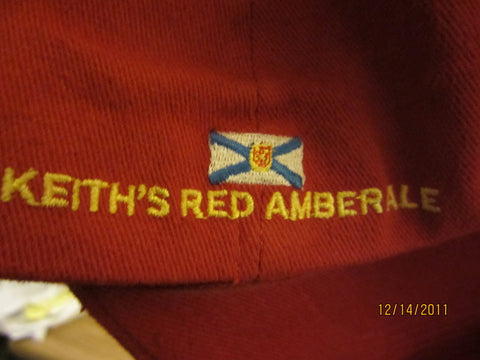 KEITH'S RED AMBER ALE
12/14/2011